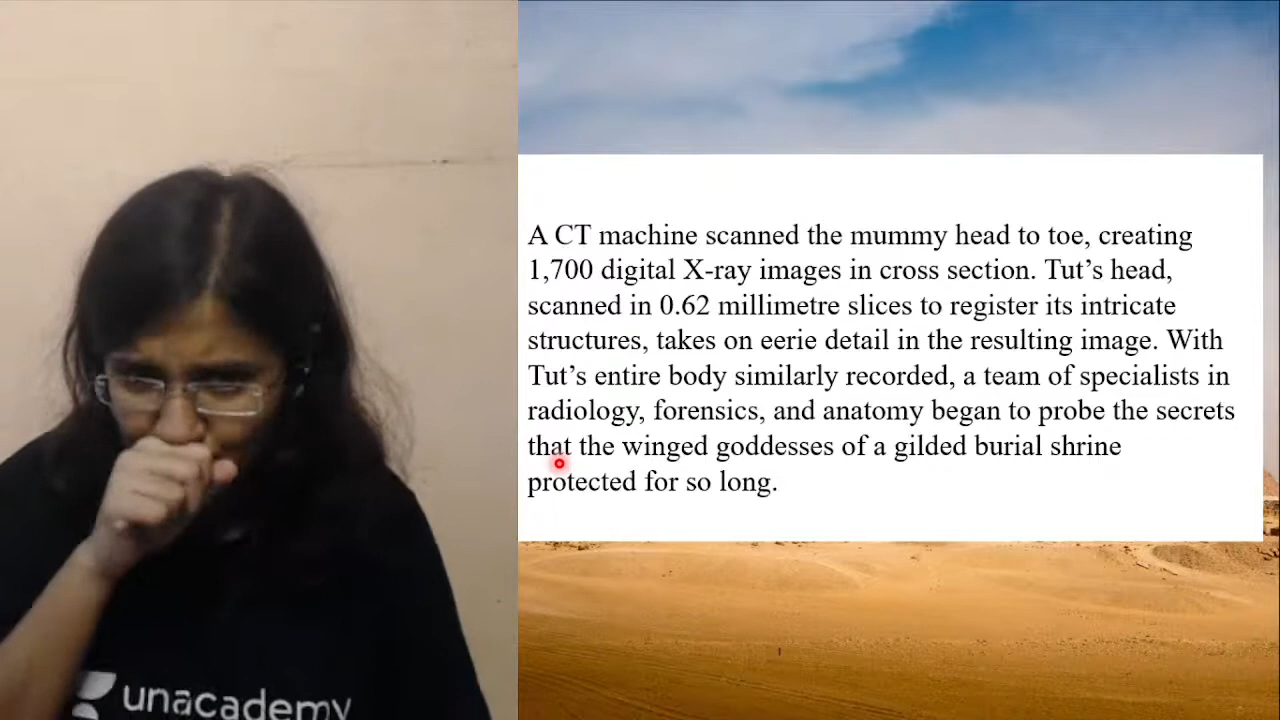 A CT machine scanned the mummy head to toe, creating
1,700 digital X-ray images in cross section. Tut’s head,
scanned in 0.62 millimetre slices to register its intricate
structures, takes on eerie detail in the resulting image. With
Tut’s entire body similarly recorded, a team of specialists in
radiology, forensics, and anatomy began to probe the secrets
that the winged goddesses of a gilded burial shrine
protected for so long.
unacademy